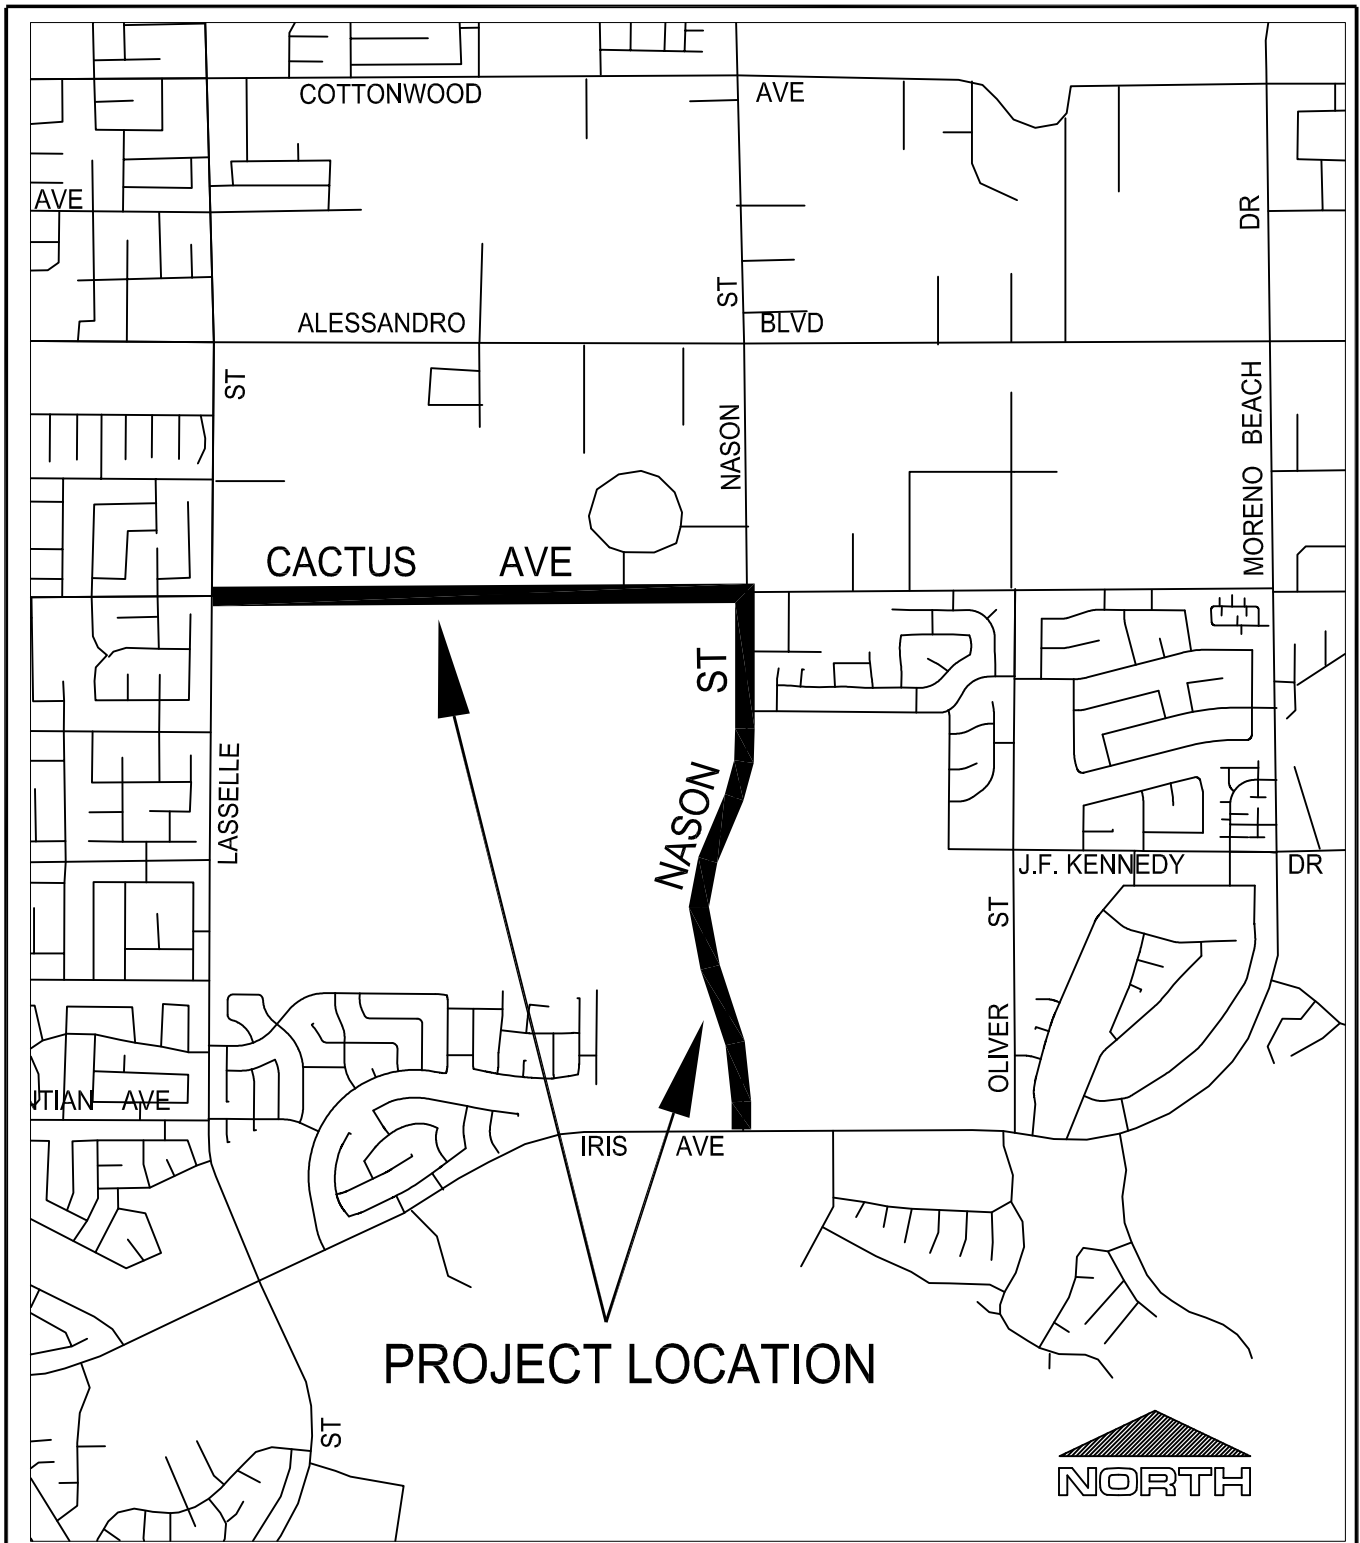 COTTONWOOD AVE
AVE
DR
ST
ALESSANDRO BLVD
ST
NASON
MORENO BEACH
CACTUS AVE
ST
NASON
LASSELLE
J.F. KENNEDY DR
ST
OLIVER
NTIAN AVE
IRIS AVE
PROJECT LOCATION
ST
NORTH